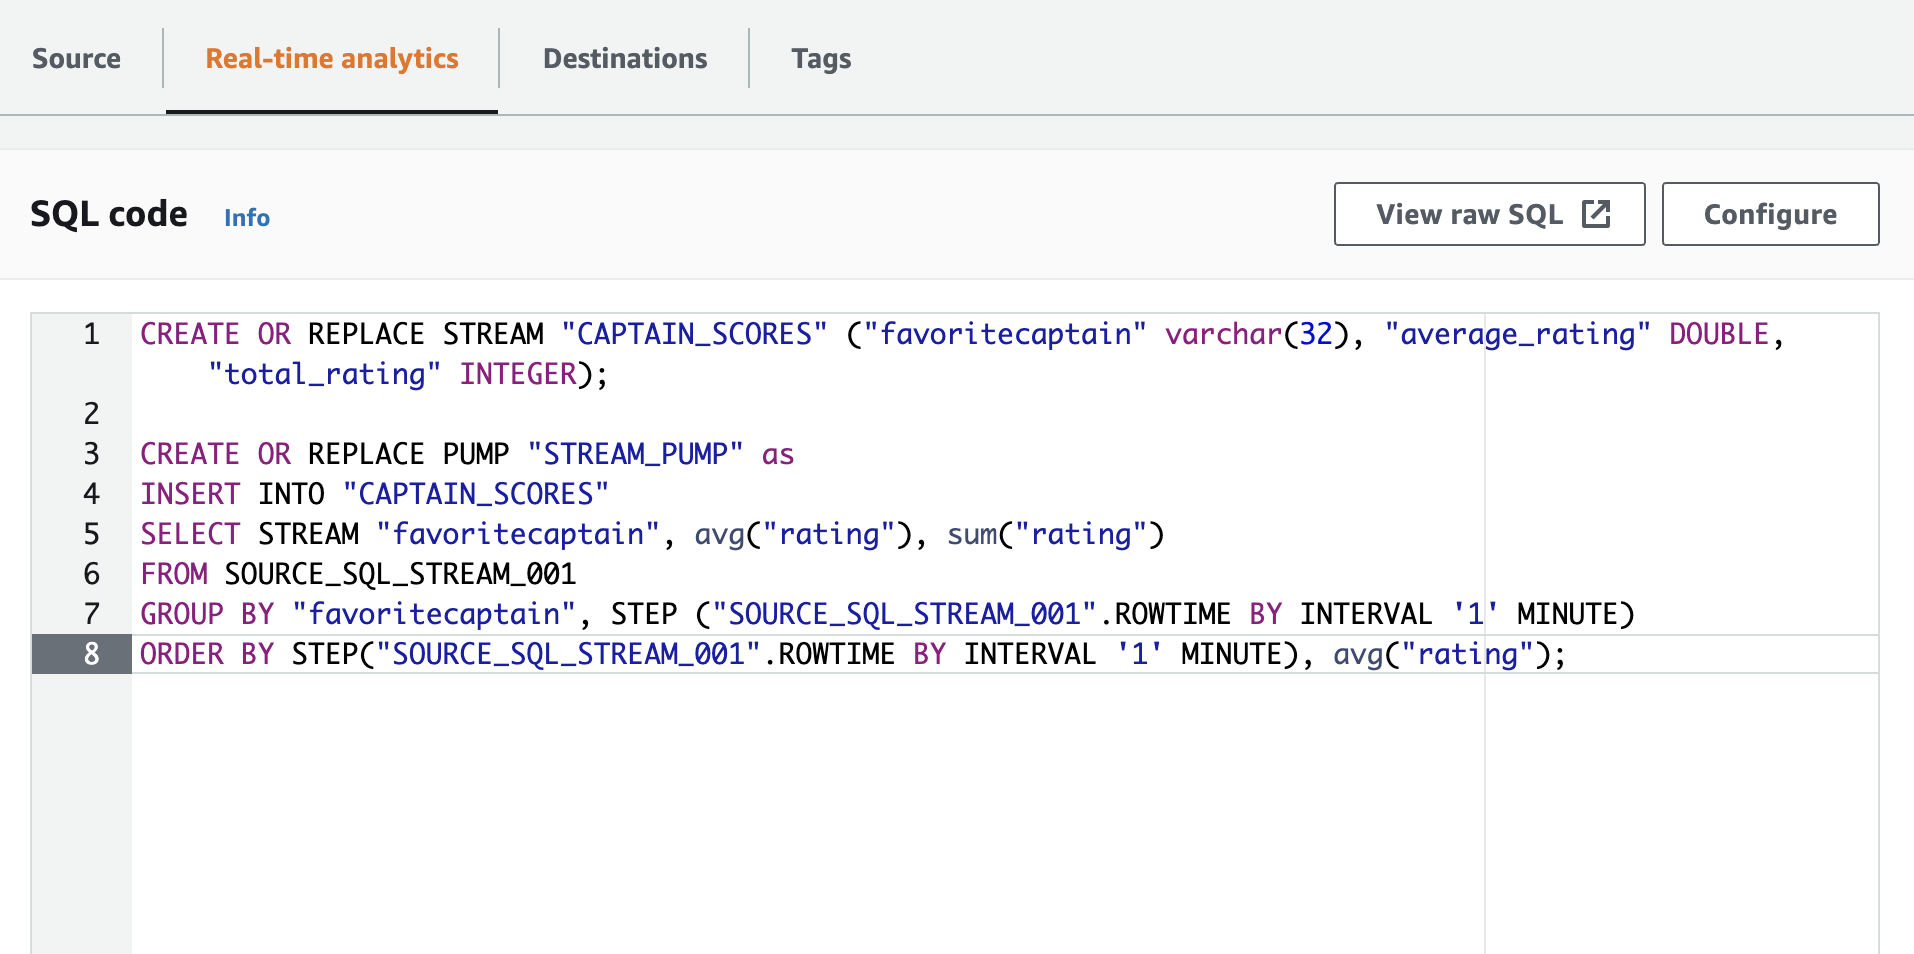 Source
Real-time analytics
Destinations
Tags
SQL code
Info
View raw SQL
Configure
1 CREATE OR REPLACE STREAM "CAPTAIN_SCORES" ("favoritecaptain" varchar(32), "average_rating" DOUBLE,
"total_rating" INTEGER);
2
3 CREATE OR REPLACE PUMP "STREAM_PUMP" as
4 INSERT INTO "CAPTAIN_SCORES"
5 SELECT STREAM "favoritecaptain", avg("rating"), sum("rating")
6 FROM SOURCE_SQL_STREAM_001
7 GROUP BY "favoritecaptain", STEP ("SOURCE_SQL_STREAM_001".ROWTIME BY INTERVAL '1' MINUTE)
8 ORDER BY STEP("SOURCE_SQL_STREAM_001".ROWTIME BY INTERVAL '1' MINUTE), avg("rating");